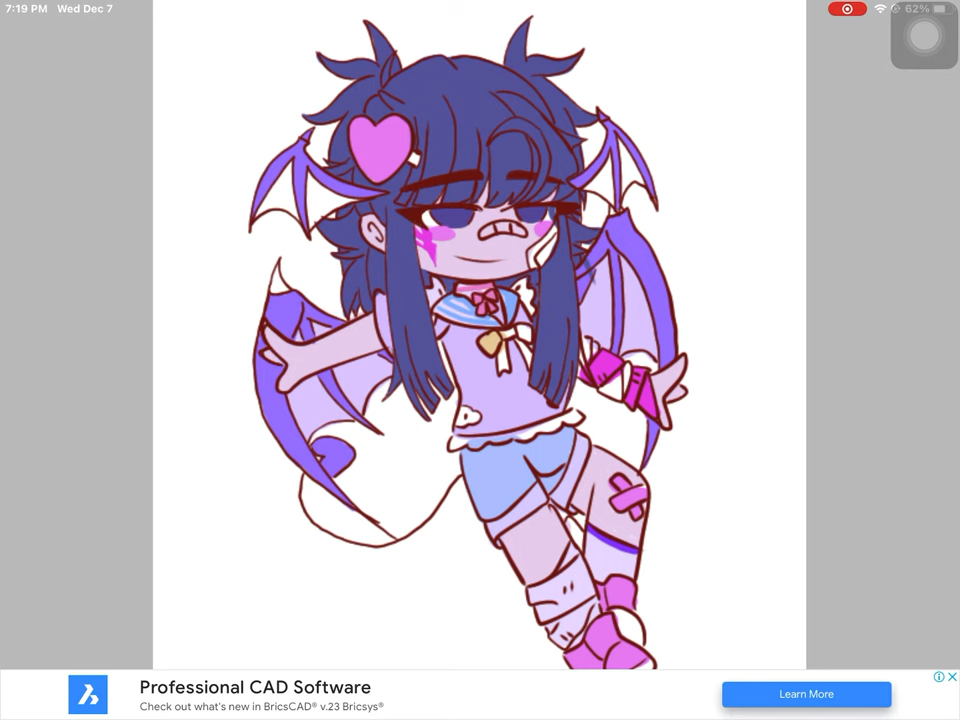 7:19 PM Wed Dec 7
62%
Professional CAD Software
Check out what's new in BricsCAD® v.23 Bricsys®
Learn More